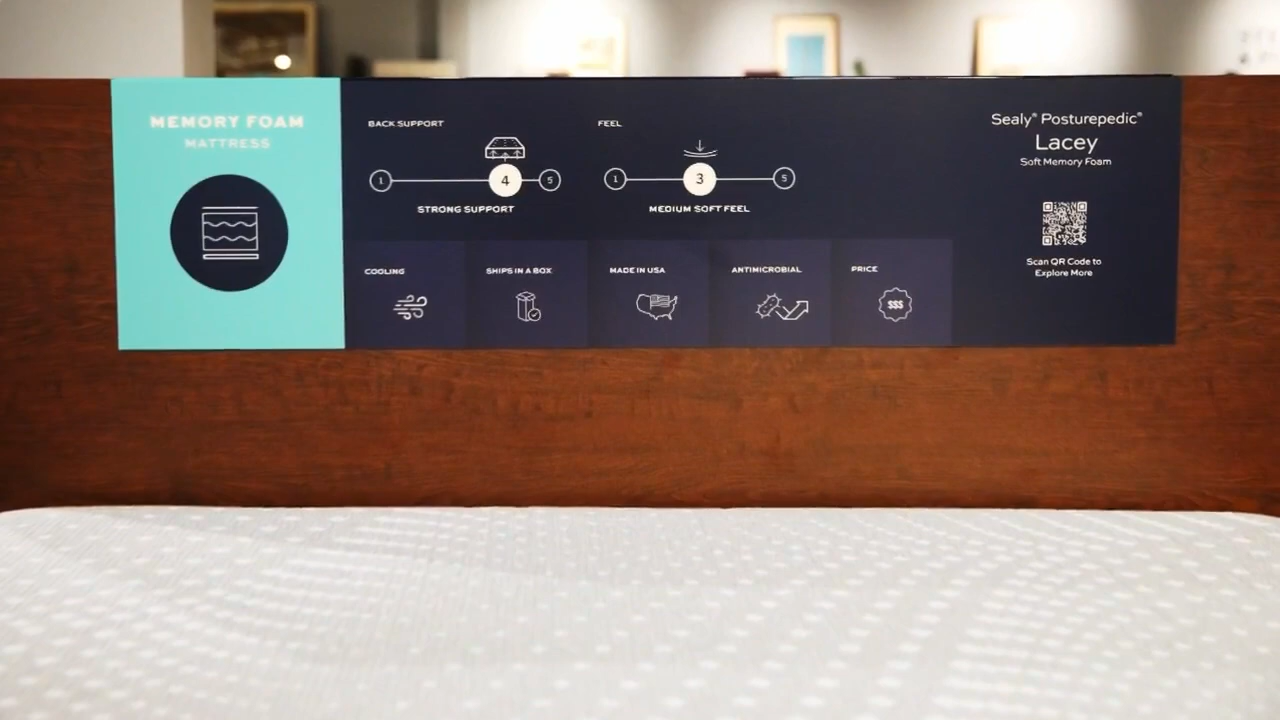 MEMORY FOAM
MATTRESS
BACK SUPPORT
1 4 5
STRONG SUPPORT
FEEL
1 3 5
MEDIUM SOFT FEEL
COOLING
SHIPS IN A BOX
MADE IN USA
ANTIMICROBIAL
PRICE
$$$
Sealy® Posturepedic®
Lacey
Soft Memory Foam
Scan QR Code to
Explore More